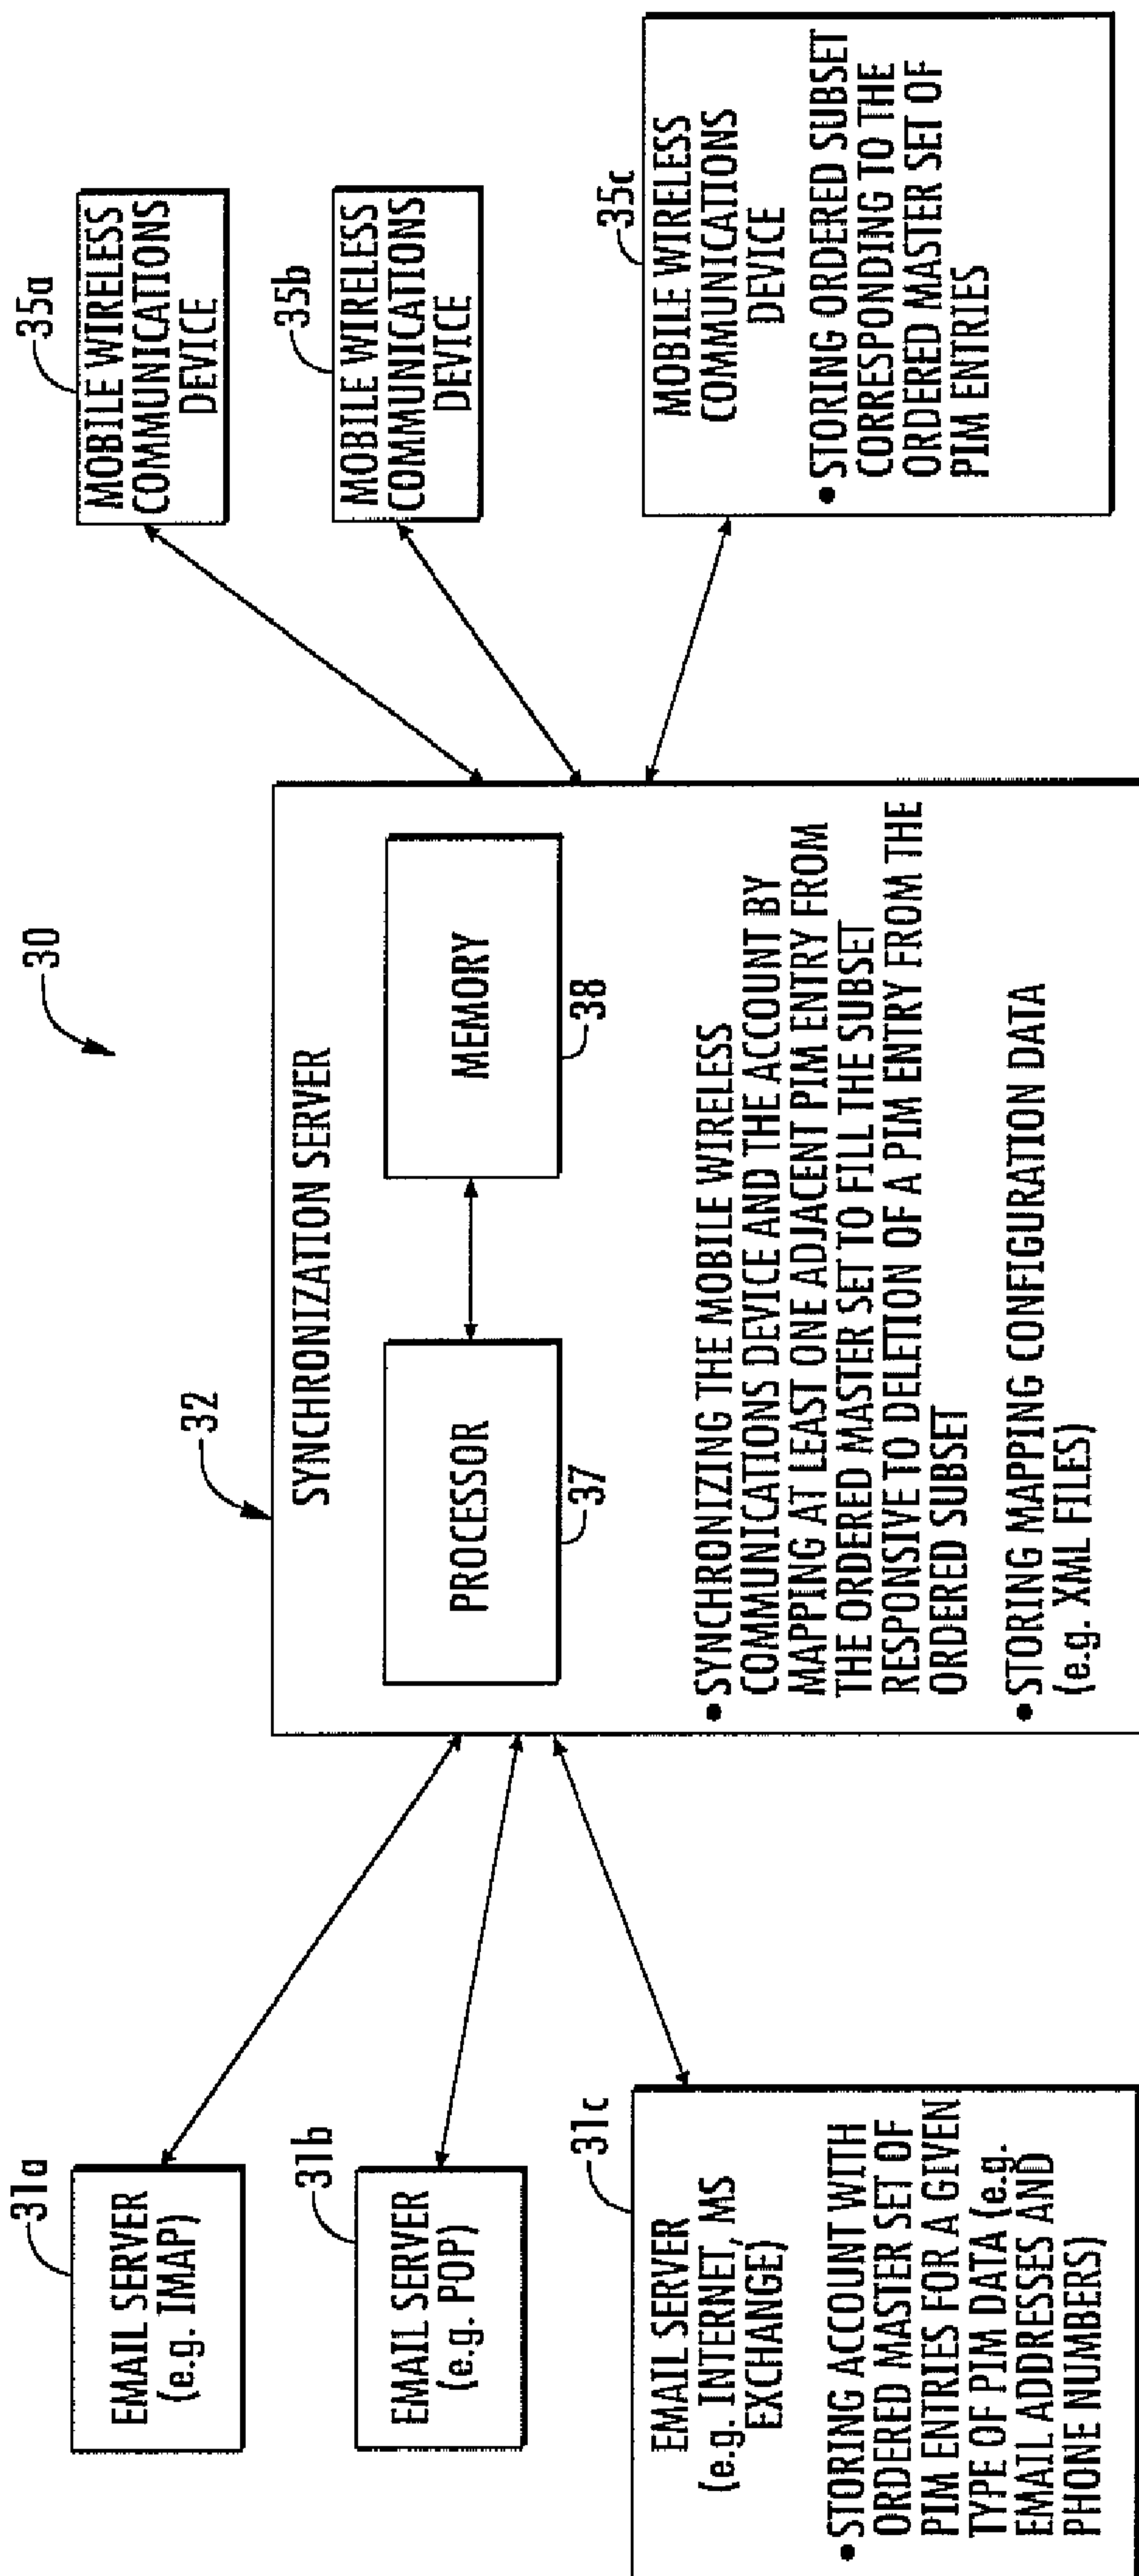 30
31a
EMAIL SERVER
(e.g. IMAP)
31b
EMAIL SERVER
(e.g. POP)
31c
EMAIL SERVER
(e.g. INTERNET, MS
EXCHANGE)
• STORING ACCOUNT WITH
ORDERED MASTER SET OF
PIM ENTRIES FOR A GIVEN
TYPE OF PIM DATA (e.g.
EMAIL ADDRESSES AND
PHONE NUMBERS)
32
SYNCHRONIZATION SERVER
PROCESSOR
37
MEMORY
38
• SYNCHRONIZING THE MOBILE WIRELESS
COMMUNICATIONS DEVICE AND THE ACCOUNT BY
MAPPING AT LEAST ONE ADJACENT PIM ENTRY FROM
THE ORDERED MASTER SET TO FILL THE SUBSET
RESPONSIVE TO DELETION OF A PIM ENTRY FROM THE
ORDERED SUBSET
• STORING MAPPING CONFIGURATION DATA
(e.g. XML FILES)
35a
MOBILE WIRELESS
COMMUNICATIONS
DEVICE
35b
MOBILE WIRELESS
COMMUNICATIONS
DEVICE
35c
MOBILE WIRELESS
COMMUNICATIONS
DEVICE
• STORING ORDERED SUBSET
CORRESPONDING TO THE
ORDERED MASTER SET OF
PIM ENTRIES